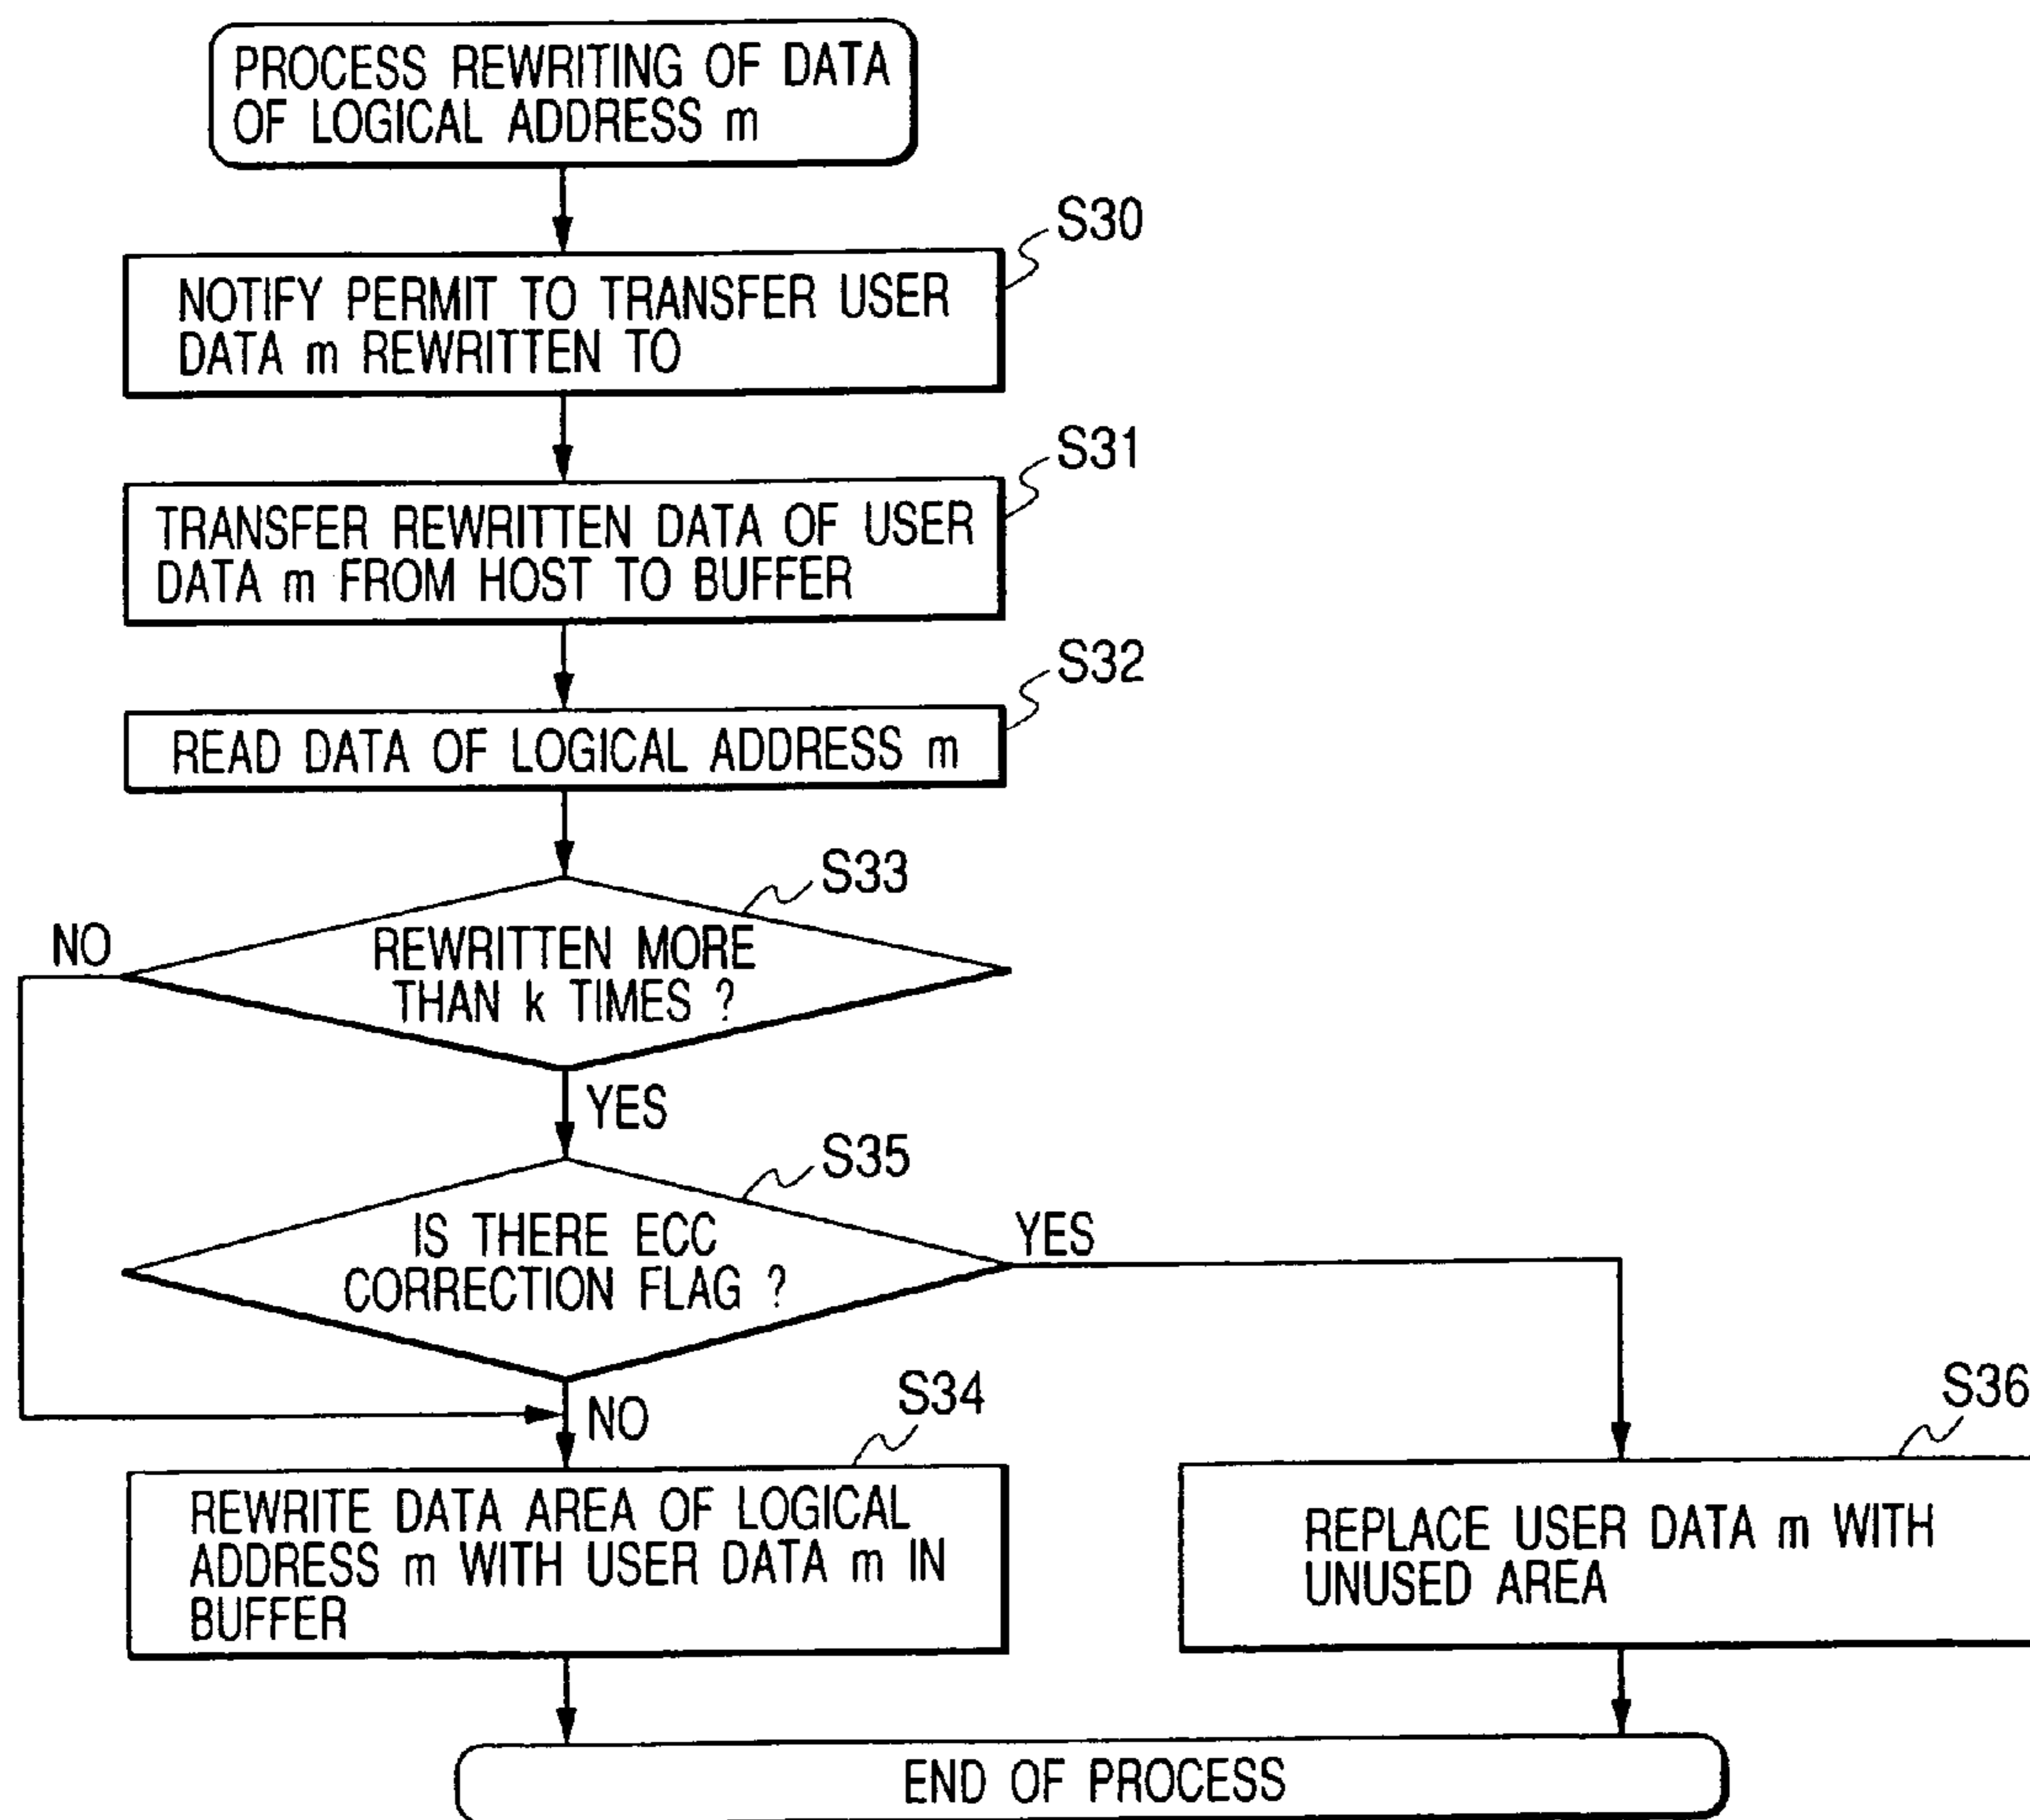 PROCESS REWRITING OF DATA
OF LOGICAL ADDRESS m
S30
NOTIFY PERMIT TO TRANSFER USER
DATA m REWRITTEN TO
S31
TRANSFER REWRITTEN DATA OF USER
DATA m FROM HOST TO BUFFER
S32
READ DATA OF LOGICAL ADDRESS m
S33
NO
REWRITTEN MORE
THAN k TIMES ?
YES
S35
IS THERE ECC
CORRECTION FLAG ?
YES
NO
S34
REWRITE DATA AREA OF LOGICAL
ADDRESS m WITH USER DATA m IN
BUFFER
S36
REPLACE USER DATA m WITH
UNUSED AREA
END OF PROCESS